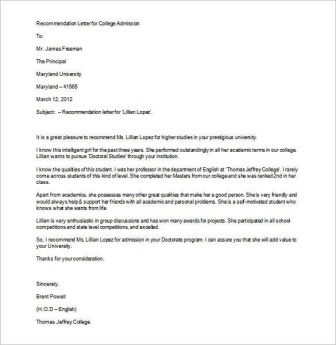 Recommendation Letter for College Admission
To:
Mr. James Freeman
The Principal
Maryland University
Maryland – 41565
March 12, 2012
Subject: – Recommendation letter for 'Lillian Lopez'.
It is a great pleasure to recommend Ms. Lillian Lopez for higher studies in your prestigious university.
I know this intelligent girl for the past three years. She performed outstandingly in all her academic terms in our college.
Lillian wants to pursue 'Doctoral Studies' through your institution.
I know the qualities of this student. I was her professor in the department of English at 'Thomas Jeffrey College'. I rarely
come across students of this kind of level. She completed her Masters from our college and was ranked 2nd in her
class.
Apart from academics, she possesses many other great qualities that make her a good person. She is very friendly and
would always help & support her friends with all academic and personal problems. She is a self-motivated student who
knows what she wants from life.
Lillian is very enthusiastic in group discussions and has won many awards for projects. She participated in all school
competitions and state level competitions, and excelled.
So, I recommend Ms. Lillian Lopez for admission in your Doctorate program. I can assure you that she will add value to
your University.
Thanks for your consideration.
Sincerely,
Brent Powell
(H.O.D – English)
Thomas Jeffrey College